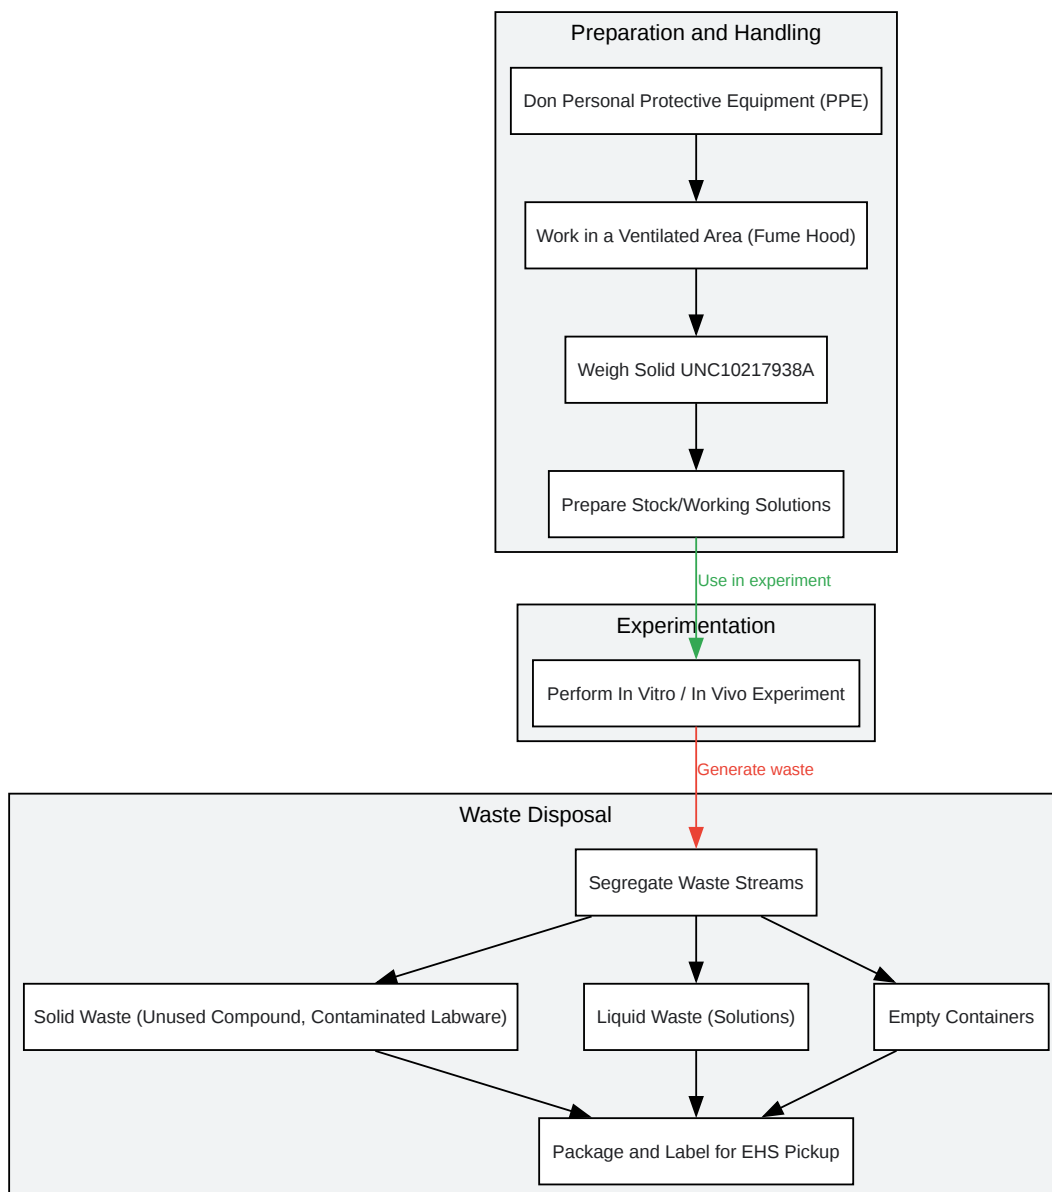 Preparation and Handling
Don Personal Protective Equipment (PPE)
Work in a Ventilated Area (Fume Hood)
Weigh Solid UNC10217938A
Prepare Stock/Working Solutions
Use in experiment
Experimentation
Perform In Vitro / In Vivo Experiment
Generate waste
Waste Disposal
Segregate Waste Streams
Solid Waste (Unused Compound, Contaminated Labware)
Liquid Waste (Solutions)
Empty Containers
Package and Label for EHS Pickup